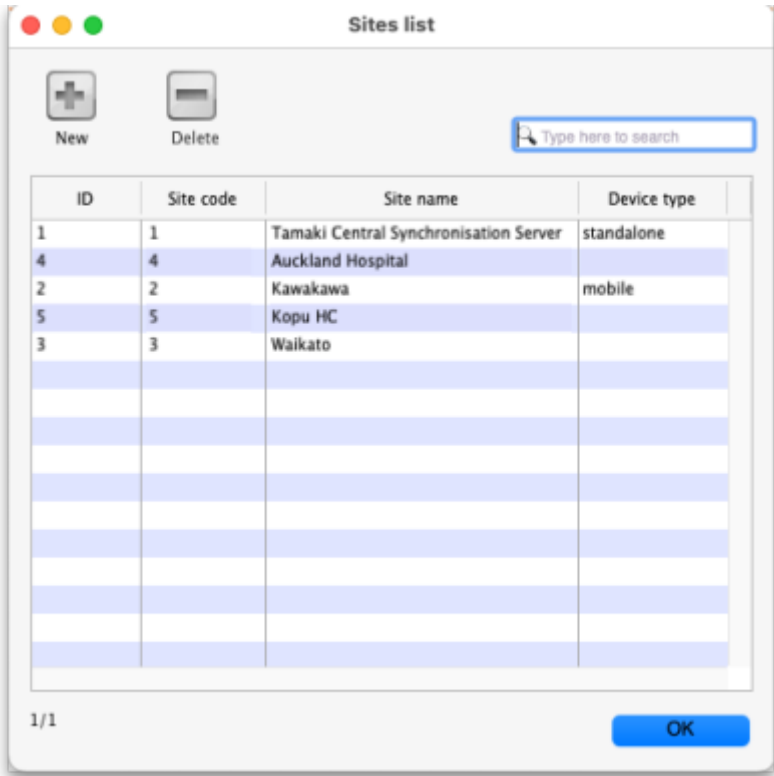 Sites list
New Delete
Type here to search
ID Site code Site name Device type
1 1 Tamaki Central Synchronisation Server standalone
4 4 Auckland Hospital
2 2 Kawakawa mobile
5 5 Kopu HC
3 3 Waikato
1/1
OK